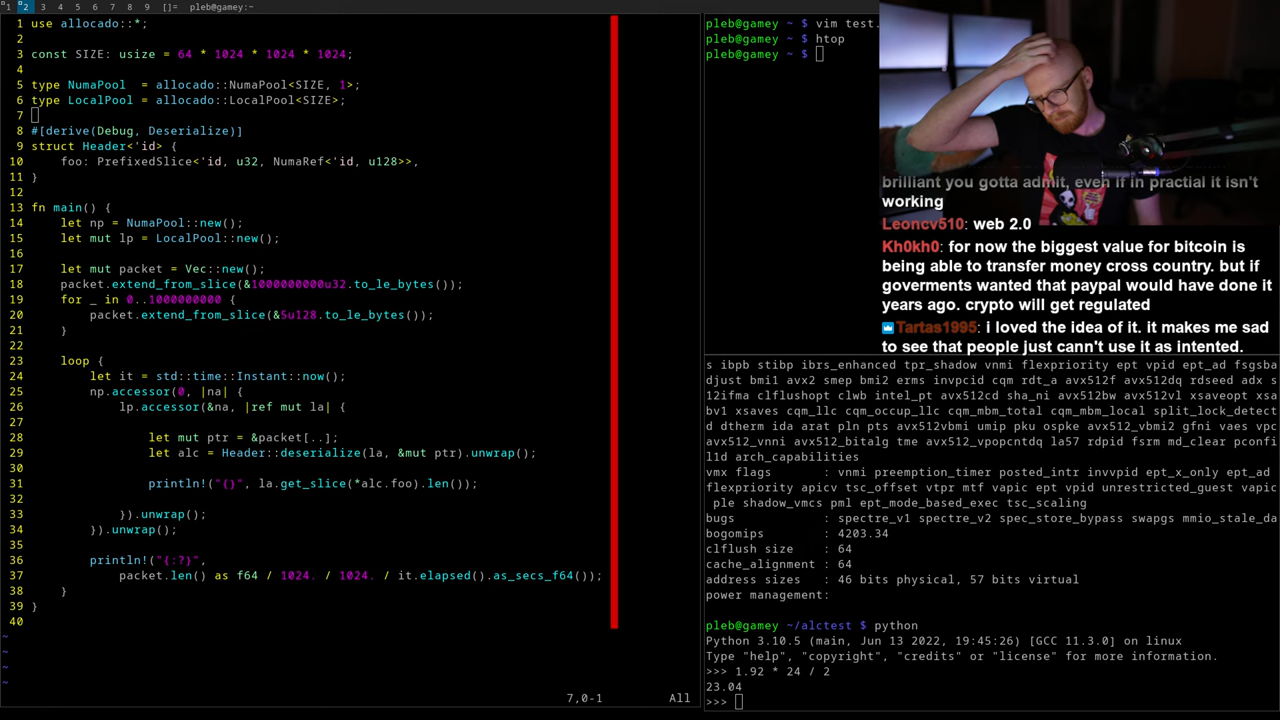 1 2 3 4 5 6 7 8 9 []= pleb@gamey:~
1 use allocado::*;
2
3 const SIZE: usize = 64 * 1024 * 1024 * 1024;
4
5 type NumaPool  = allocado::NumaPool<SIZE, 1>;
6 type LocalPool = allocado::LocalPool<SIZE>;
7
8 #[derive(Debug, Deserialize)]
9 struct Header<'id> {
10     foo: PrefixedSlice<'id, u32, NumaRef<'id, u128>>,
11 }
12
13 fn main() {
14     let np = NumaPool::new();
15     let mut lp = LocalPool::new();
16
17     let mut packet = Vec::new();
18     packet.extend_from_slice(&1000000000u32.to_le_bytes());
19     for _ in 0..1000000000 {
20         packet.extend_from_slice(&5u128.to_le_bytes());
21     }
22
23     loop {
24         let it = std::time::Instant::now();
25         np.accessor(0, |na| {
26             lp.accessor(&na, |ref mut la| {
27
28                 let mut ptr = &packet[..];
29                 let alc = Header::deserialize(la, &mut ptr).unwrap();
30
31                 println!("{}", la.get_slice(*alc.foo).len());
32
33             }).unwrap();
34         }).unwrap();
35
36         println!("{:?}",
37             packet.len() as f64 / 1024. / 1024. / it.elapsed().as_secs_f64());
38     }
39 }
40
~
~
~
~
7,0-1 All
pleb@gamey ~ $ vim test.
pleb@gamey ~ $ htop
pleb@gamey ~ $
brilliant you gotta admit, even if in practial it isn't
working
Leoncv510: web 2.0
Kh0kh0: for now the biggest value for bitcoin is
being able to transfer money cross country. but if
goverments wanted that paypal would have done it
years ago. crypto will get regulated
Tartas1995: i loved the idea of it. it makes me sad
to see that people just cann't use it as intented.
s ibpb stibp ibrs_enhanced tpr_shadow vnmi flexpriority ept vpid ept_ad fsgsba
djust bmi1 avx2 smep bmi2 erms invpcid cqm rdt_a avx512f avx512dq rdseed adx s
12ifma clflushopt clwb intel_pt avx512cd sha_ni avx512bw avx512vl xsaveopt xsa
bv1 xsaves cqm_llc cqm_occup_llc cqm_mbm_total cqm_mbm_local split_lock_detect
d dtherm ida arat pln pts avx512vbmi umip pku ospke avx512_vbmi2 gfni vaes vpc
avx512_vnni avx512_bitalg tme avx512_vpopcntdq la57 rdpid fsrm md_clear pconfi
l1d arch_capabilities
vmx flags : vnmi preemption_timer posted_intr invvpid ept_x_only ept_ad
flexpriority apicv tsc_offset vtpr mtf vapic ept vpid unrestricted_guest vapic
ple shadow_vmcs pml ept_mode_based_exec tsc_scaling
bugs : spectre_v1 spectre_v2 spec_store_bypass swapgs mmio_stale_da
bogomips : 4203.34
clflush size : 64
cache_alignment : 64
address sizes : 46 bits physical, 57 bits virtual
power management:
pleb@gamey ~/alctest $ python
Python 3.10.5 (main, Jun 13 2022, 19:45:26) [GCC 11.3.0] on linux
Type "help", "copyright", "credits" or "license" for more information.
>>> 1.92 * 24 / 2
23.04
>>>